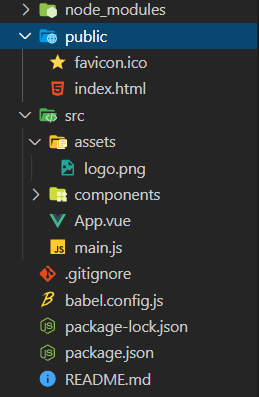 node_modules
public
favicon.ico
index.html
src
assets
logo.png
components
App.vue
main.js
.gitignore
babel.config.js
package-lock.json
package.json
README.md